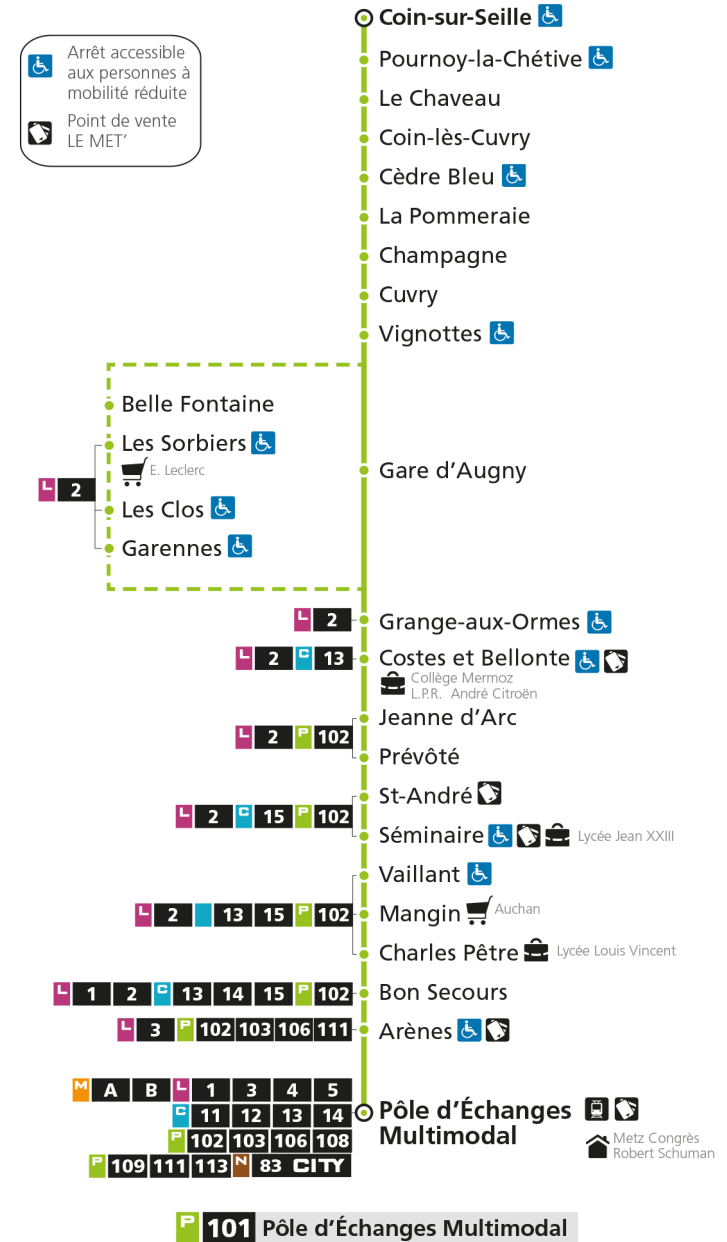 Coin-sur-Seille
Arrêt accessible
aux personnes à
mobilité réduite
Point de vente
LE MET'
Pournoy-la-Chétive
Le Chaveau
Coin-lès-Cuvry
Cèdre Bleu
La Pommeraie
Champagne
Cuvry
Vignottes
Belle Fontaine
Les Sorbiers
E. Leclerc
L 2
Les Clos
Garennes
Gare d'Augny
L 2 Grange-aux-Ormes
L 2 C 13 Costes et Bellonte
Collège Mermoz
L.P.R. André Citroën
Jeanne d'Arc
L 2 P 102
Prévôté
St-André
L 2 C 15 P 102
Séminaire Lycée Jean XXIII
Vaillant
L 2 13 15 P 102 Mangin Auchan
Charles Pêtre Lycée Louis Vincent
L 1 2 C 13 14 15 P 102 Bon Secours
L 3 P 102 103 106 111 Arènes
M A B L 1 3 4 5
C 11 12 13 14
P 102 103 106 108
P 109 111 113 N 83 CITY
Pôle d'Échanges
Multimodal
Metz Congrès
Robert Schuman
P 101 Pôle d'Échanges Multimodal